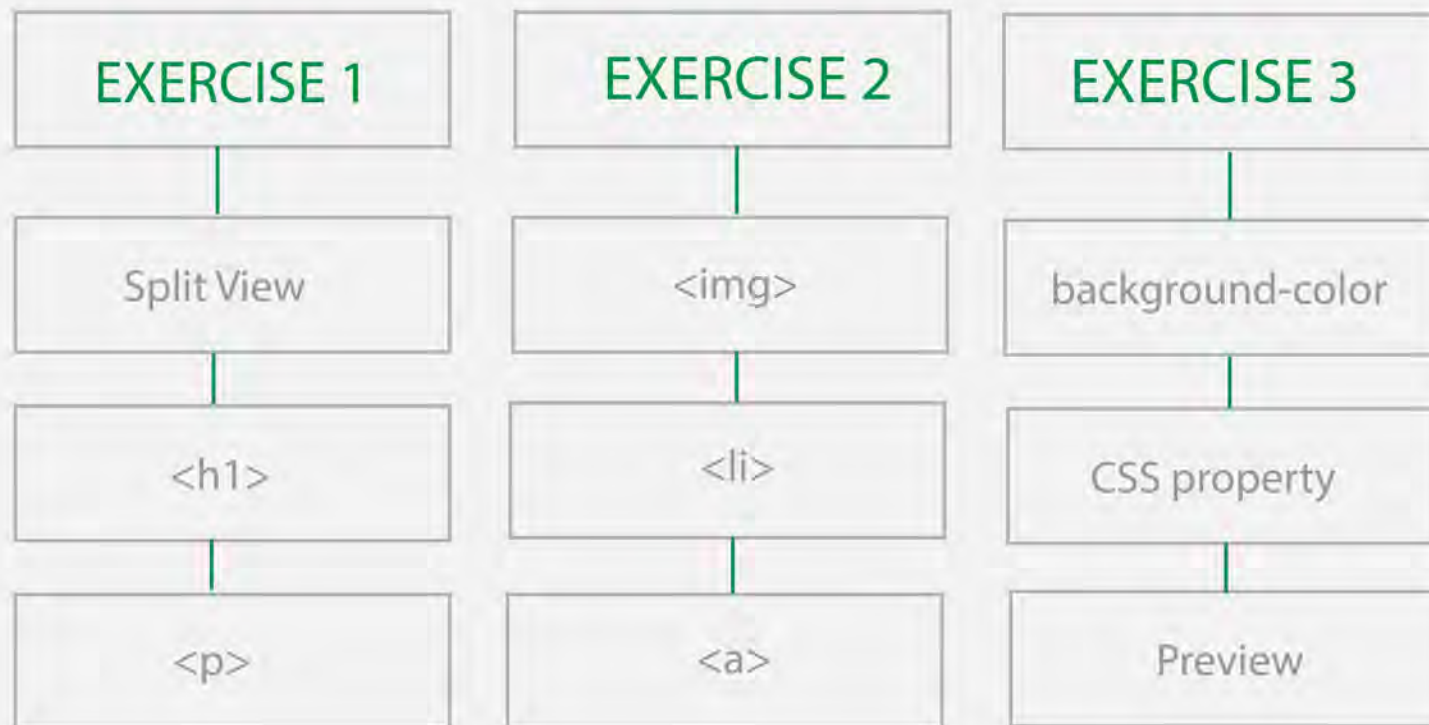 EXERCISE 1
Split View
<h1>
<p>
EXERCISE 2
<img>
<li>
<a>
EXERCISE 3
background-color
CSS property
Preview